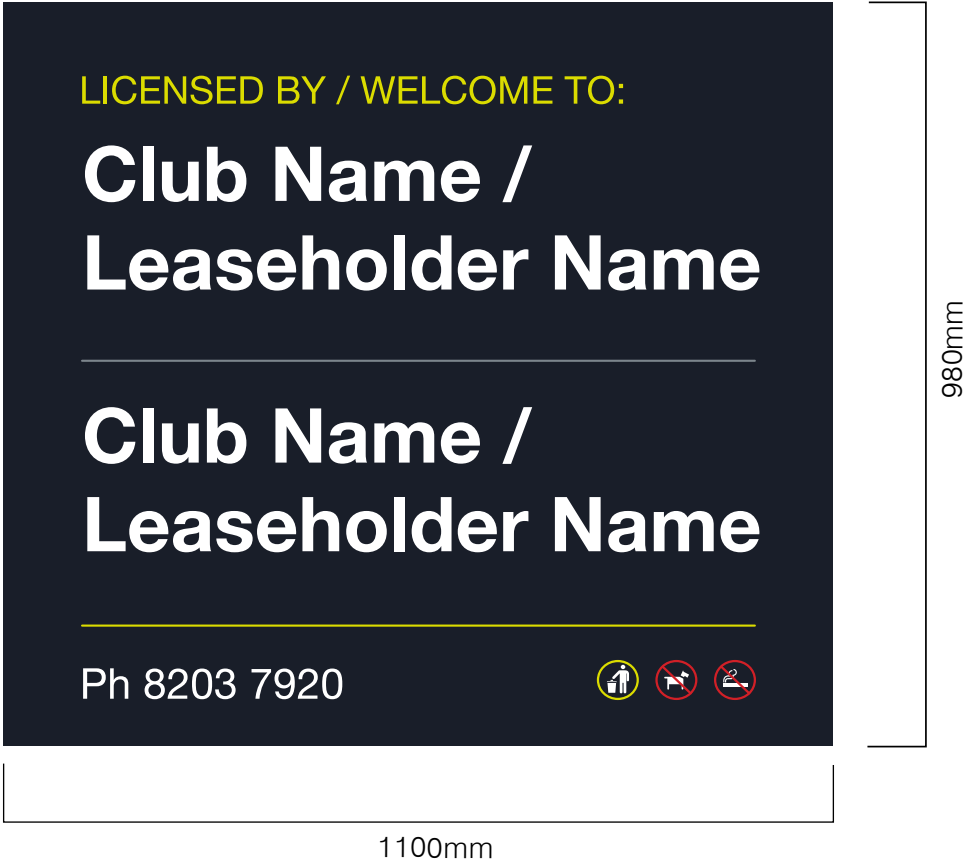 LICENSED BY / WELCOME TO:
Club Name /
Leaseholder Name
Club Name /
Leaseholder Name
Ph 8203 7920
980mm
1100mm